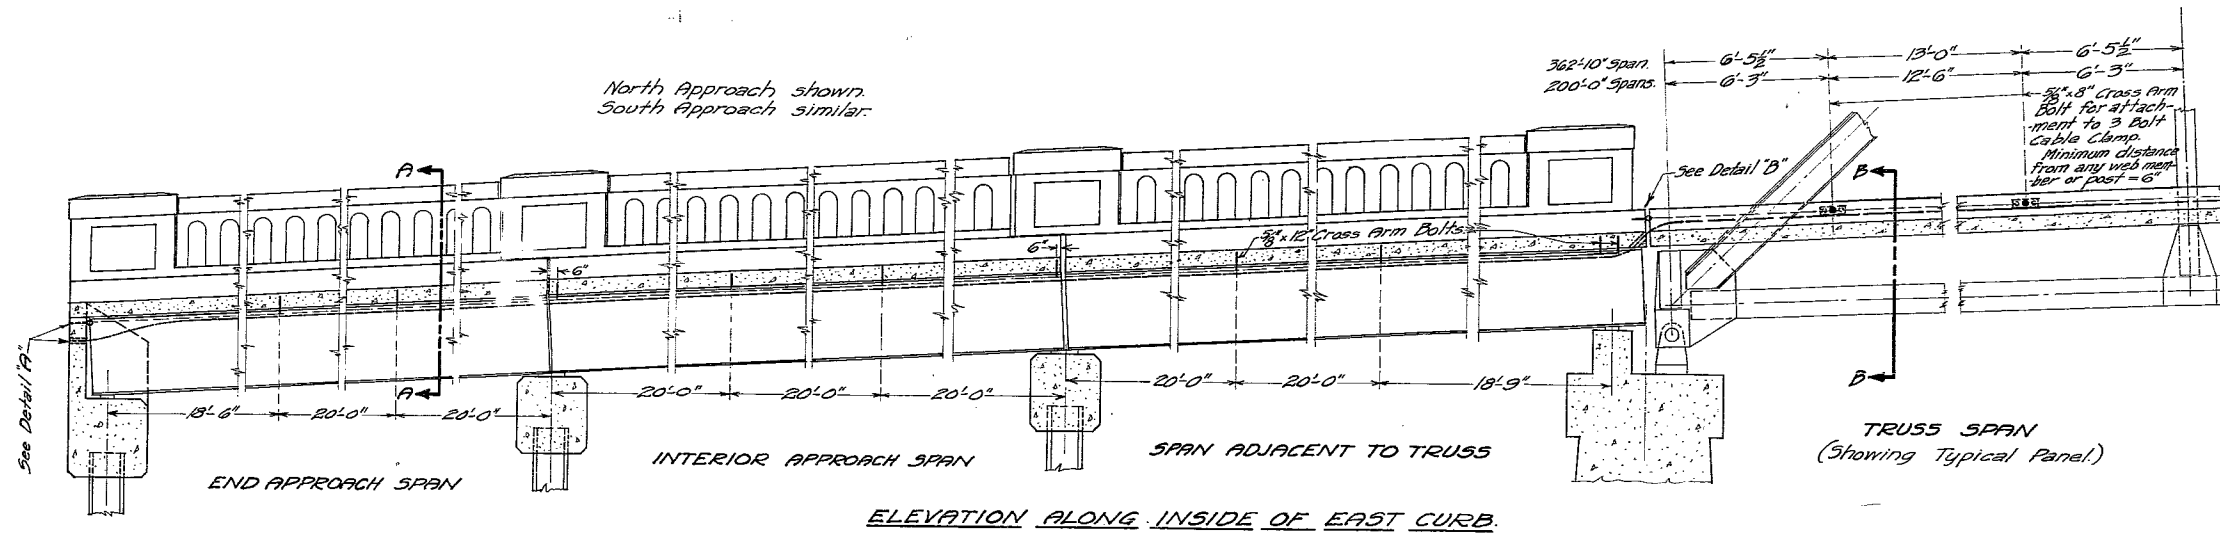 North Approach shown.
South Approach similar.
362'-10" Span.
6'-5½"
13'-0"
6'-5½"
200'-0" Spans.
6'-3"
12'-6"
6'-3"
⅝" x 8" Cross Arm
Bolt for attach-
ment to 3 Bolt
Cable Clamp.
Minimum distance
from any web mem-
ber or post = 6"
A
See Detail "B"
B
6"
6"
⅝" x 12" Cross Arm Bolts
See Detail "A"
A
B
18'-6"
20'-0"
20'-0"
20'-0"
20'-0"
20'-0"
20'-0"
20'-0"
18'-9"
END APPROACH SPAN
INTERIOR APPROACH SPAN
SPAN ADJACENT TO TRUSS
TRUSS SPAN
(Showing Typical Panel.)
ELEVATION ALONG INSIDE OF EAST CURB.